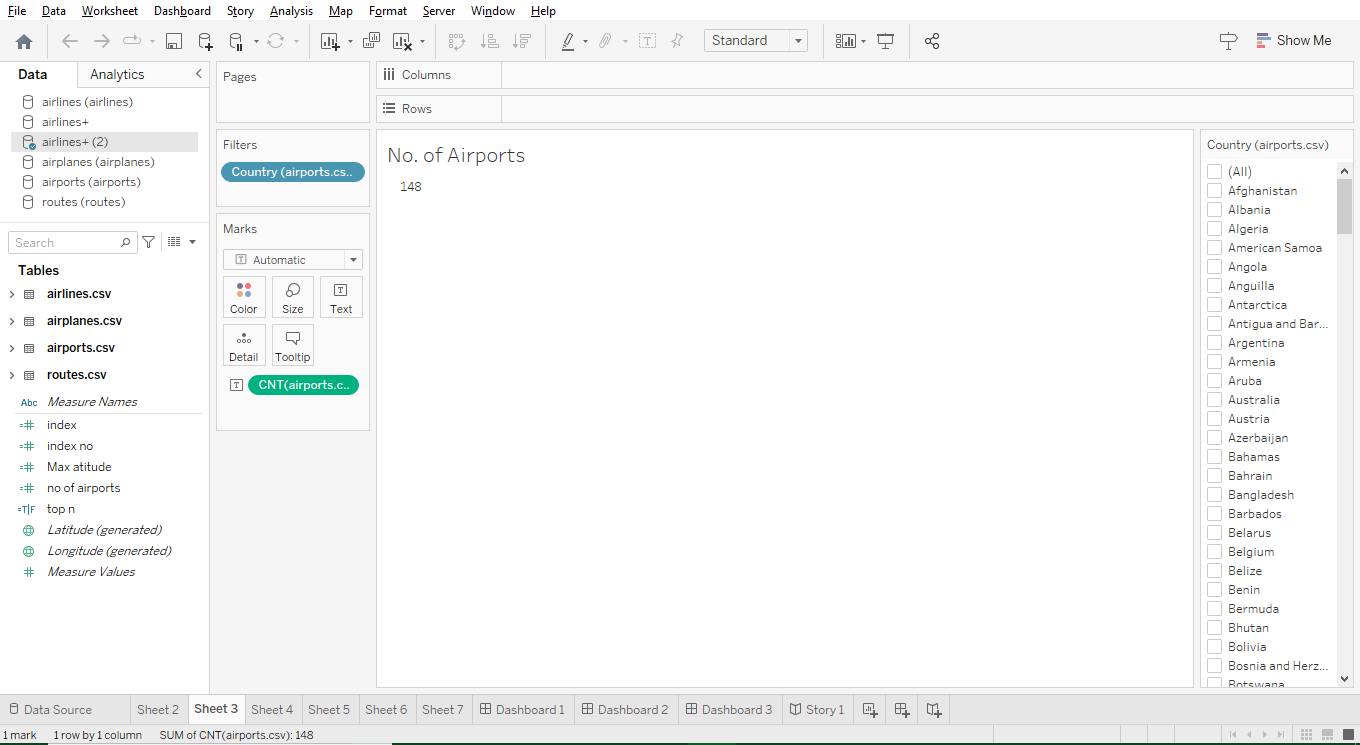 File Data Worksheet Dashboard Story Analysis Map Format Server Window Help
Standard
Show Me
Data Analytics
airlines (airlines)
airlines+
airlines+ (2)
airplanes (airplanes)
airports (airports)
routes (routes)
Search
Tables
airlines.csv
airplanes.csv
airports.csv
routes.csv
Abc Measure Names
index
index no
Max atitude
no of airports
=T|F top n
Latitude (generated)
Longitude (generated)
Measure Values
Pages
Filters
Country (airports.cs..
Marks
Automatic
Color Size Text
Detail Tooltip
CNT(airports.c..
Columns
Rows
No. of Airports
148
Country (airports.csv)
(All)
Afghanistan
Albania
Algeria
American Samoa
Angola
Anguilla
Antarctica
Antigua and Bar...
Argentina
Armenia
Aruba
Australia
Austria
Azerbaijan
Bahamas
Bahrain
Bangladesh
Barbados
Belarus
Belgium
Belize
Benin
Bermuda
Bhutan
Bolivia
Bosnia and Herz...
Botswana
Data Source Sheet 2 Sheet 3 Sheet 4 Sheet 5 Sheet 6 Sheet 7 Dashboard 1 Dashboard 2 Dashboard 3 Story 1
1 mark 1 row by 1 column SUM of CNT(airports.csv): 148